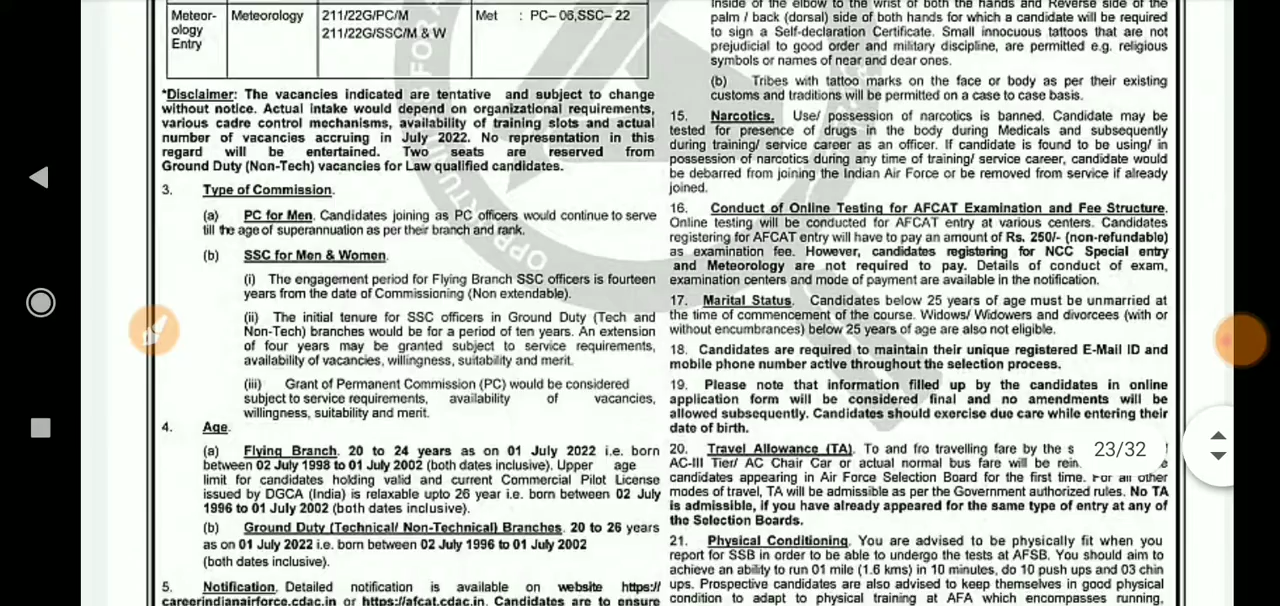 Meteor-
ology
Entry
Meteorology
211/22G/PC/M
211/22G/SSC/M & W
Met : PC– 06,SSC– 22
*Disclaimer: The vacancies indicated are tentative and subject to change
without notice. Actual intake would depend on organizational requirements,
various cadre control mechanisms, availability of training slots and actual
number of vacancies accruing in July 2022. No representation in this
regard will be entertained. Two seats are reserved from
Ground Duty (Non-Tech) vacancies for Law qualified candidates.
3. Type of Commission.
(a) PC for Men. Candidates joining as PC officers would continue to serve
till the age of superannuation as per their branch and rank.
(b) SSC for Men & Women.
(i) The engagement period for Flying Branch SSC officers is fourteen
years from the date of Commissioning (Non extendable).
(ii) The initial tenure for SSC officers in Ground Duty (Tech and
Non-Tech) branches would be for a period of ten years. An extension
of four years may be granted subject to service requirements,
availability of vacancies, willingness, suitability and merit.
(iii) Grant of Permanent Commission (PC) would be considered
subject to service requirements, availability of vacancies,
willingness, suitability and merit.
4. Age.
(a) Flying Branch. 20 to 24 years as on 01 July 2022 i.e. born
between 02 July 1998 to 01 July 2002 (both dates inclusive). Upper age
limit for candidates holding valid and current Commercial Pilot License
issued by DGCA (India) is relaxable upto 26 year i.e. born between 02 July
1996 to 01 July 2002 (both dates inclusive).
(b) Ground Duty (Technical/ Non-Technical) Branches. 20 to 26 years
as on 01 July 2022 i.e. born between 02 July 1996 to 01 July 2002
(both dates inclusive).
5. Notification. Detailed notification is available on website https://
careerindianairforce.cdac.in or https://afcat.cdac.in. Candidates are to ensure
inside of the elbow to the wrist of both the hands and Reverse side of the
palm / back (dorsal) side of both hands for which a candidate will be required
to sign a Self-declaration Certificate. Small innocuous tattoos that are not
prejudicial to good order and military discipline, are permitted e.g. religious
symbols or names of near and dear ones.
(b) Tribes with tattoo marks on the face or body as per their existing
customs and traditions will be permitted on a case to case basis.
15. Narcotics. Use/ possession of narcotics is banned. Candidate may be
tested for presence of drugs in the body during Medicals and subsequently
during training/ service career as an officer. If candidate is found to be using/ in
possession of narcotics during any time of training/ service career, candidate would
be debarred from joining the Indian Air Force or be removed from service if already
joined.
16. Conduct of Online Testing for AFCAT Examination and Fee Structure.
Online testing will be conducted for AFCAT entry at various centers. Candidates
registering for AFCAT entry will have to pay an amount of Rs. 250/- (non-refundable)
as examination fee. However, candidates registering for NCC Special entry
and Meteorology are not required to pay. Details of conduct of exam,
examination centers and mode of payment are available in the notification.
17. Marital Status. Candidates below 25 years of age must be unmarried at
the time of commencement of the course. Widows/ Widowers and divorcees (with or
without encumbrances) below 25 years of age are also not eligible.
18. Candidates are required to maintain their unique registered E-Mail ID and
mobile phone number active throughout the selection process.
19. Please note that information filled up by the candidates in online
application form will be considered final and no amendments will be
allowed subsequently. Candidates should exercise due care while entering their
date of birth.
20. Travel Allowance (TA). To and fro travelling fare by the s
AC-III Tier/ AC Chair Car or actual normal bus fare will be rein
candidates appearing in Air Force Selection Board for the first time. For all other
modes of travel, TA will be admissible as per the Government authorized rules. No TA
is admissible, if you have already appeared for the same type of entry at any of
the Selection Boards.
21. Physical Conditioning. You are advised to be physically fit when you
report for SSB in order to be able to undergo the tests at AFSB. You should aim to
achieve an ability to run 01 mile (1.6 kms) in 10 minutes, do 10 push ups and 03 chin
ups. Prospective candidates are also advised to keep themselves in good physical
condition to adapt to physical training at AFA which encompasses running,
23/32